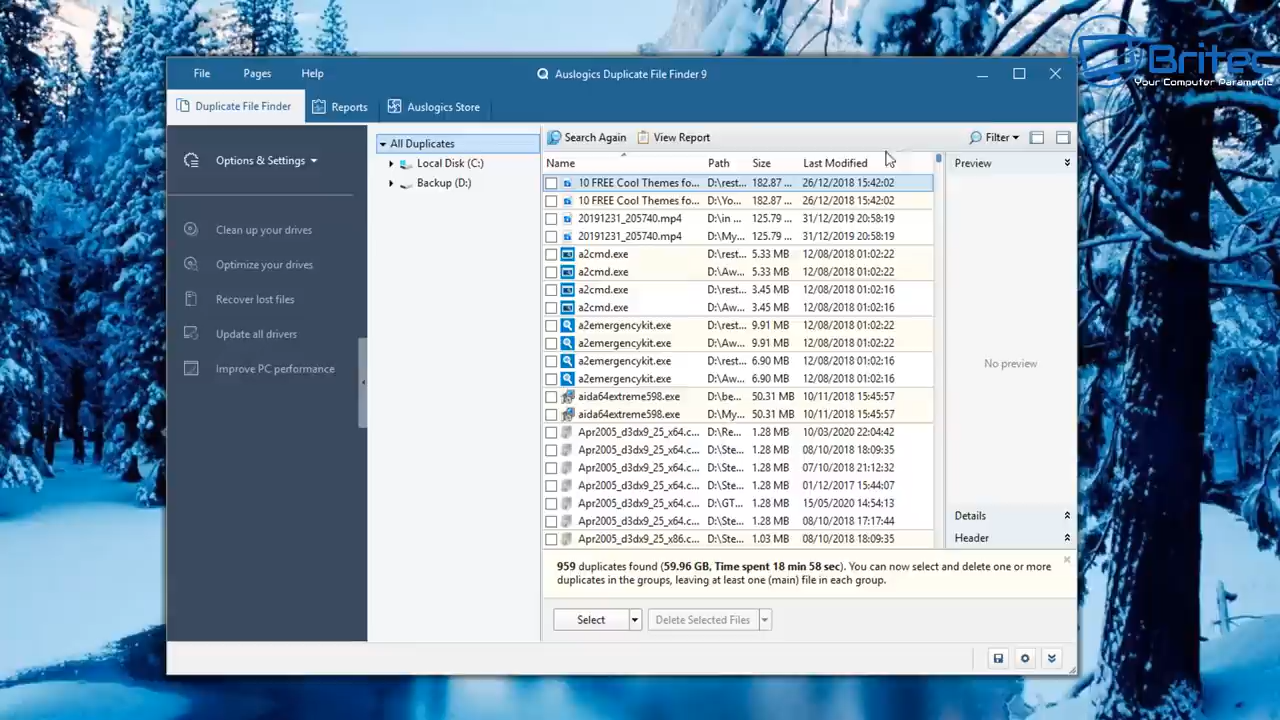 File Pages Help Auslogics Duplicate File Finder 9
Britec
Your Computer Paramedic
Duplicate File Finder Reports Auslogics Store
Options & Settings
Clean up your drives
Optimize your drives
Recover lost files
Update all drivers
Improve PC performance
All Duplicates
Local Disk (C:)
Backup (D:)
Search Again View Report Filter
Name Path Size Last Modified
10 FREE Cool Themes fo... D:\rest... 182.87 ... 26/12/2018 15:42:02
10 FREE Cool Themes fo... D:\Yo... 182.87 ... 26/12/2018 15:42:02
20191231_205740.mp4 D:\in ... 125.79 ... 31/12/2019 20:58:19
20191231_205740.mp4 D:\My... 125.79 ... 31/12/2019 20:58:19
a2cmd.exe D:\rest... 5.33 MB 12/08/2018 01:02:22
a2cmd.exe D:\Aw... 5.33 MB 12/08/2018 01:02:22
a2cmd.exe D:\rest... 3.45 MB 12/08/2018 01:02:16
a2cmd.exe D:\Aw... 3.45 MB 12/08/2018 01:02:16
a2emergencykit.exe D:\rest... 9.91 MB 12/08/2018 01:02:22
a2emergencykit.exe D:\Aw... 9.91 MB 12/08/2018 01:02:22
a2emergencykit.exe D:\rest... 6.90 MB 12/08/2018 01:02:16
a2emergencykit.exe D:\Aw... 6.90 MB 12/08/2018 01:02:16
aida64extreme598.exe D:\be... 50.31 MB 10/11/2018 15:45:57
aida64extreme598.exe D:\My... 50.31 MB 10/11/2018 15:45:57
Apr2005_d3dx9_25_x64.c... D:\Re... 1.28 MB 10/03/2020 22:04:42
Apr2005_d3dx9_25_x64.c... D:\Ste... 1.28 MB 08/10/2018 18:09:35
Apr2005_d3dx9_25_x64.c... D:\Ste... 1.28 MB 07/10/2018 21:12:32
Apr2005_d3dx9_25_x64.c... D:\Ste... 1.28 MB 01/12/2017 15:44:07
Apr2005_d3dx9_25_x64.c... D:\GT... 1.28 MB 15/05/2020 14:54:13
Apr2005_d3dx9_25_x64.c... D:\Ste... 1.28 MB 08/10/2018 17:17:44
Apr2005_d3dx9_25_x86.c... D:\Ste... 1.03 MB 08/10/2018 18:09:35
Preview
No preview
Details
Header
959 duplicates found (59.96 GB, Time spent 18 min 58 sec). You can now select and delete one or more
duplicates in the groups, leaving at least one (main) file in each group.
Select Delete Selected Files